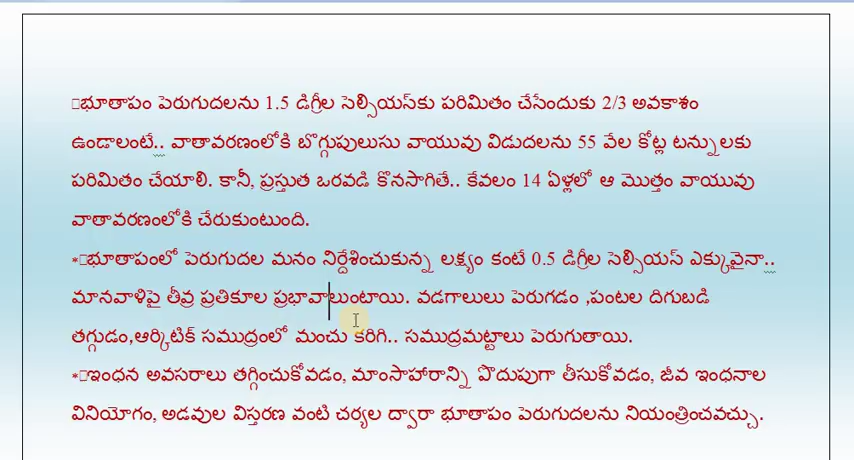 భూతాపం పెరుగుదలను 1.5 డిగ్రీల సెల్సియస్‌కు పరిమితం చేసేందుకు 2/3 అవకాశం
ఉండాలంటే.. వాతావరణంలోకి బొగ్గుపులుసు వాయువు విడుదలను 55 వేల కోట్ల టన్నులకు
పరిమితం చేయాలి. కానీ, ప్రస్తుత ఒరవడి కొనసాగితే.. కేవలం 14 ఏళ్లలో ఆ మొత్తం వాయువు
వాతావరణంలోకి చేరుకుంటుంది.
*భూతాపంలో పెరుగుదల మనం నిర్దేశించుకున్న లక్ష్యం కంటే 0.5 డిగ్రీల సెల్సియస్ ఎక్కువైనా..
మానవాళిపై తీవ్ర ప్రతికూల ప్రభావాలుంటాయి. వడగాలులు పెరుగడం ,పంటల దిగుబడి
తగ్గుడం,ఆర్కిటిక్ సముద్రంలో మంచు కరిగి.. సముద్రమట్టాలు పెరుగుతాయి.
*ఇంధన అవసరాలు తగ్గించుకోవడం, మాంసాహారాన్ని పొదుపుగా తీసుకోవడం, జీవ ఇంధనాల
వినియోగం, అడవుల విస్తరణ వంటి చర్యల ద్వారా భూతాపం పెరుగుదలను నియంత్రించవచ్చు.